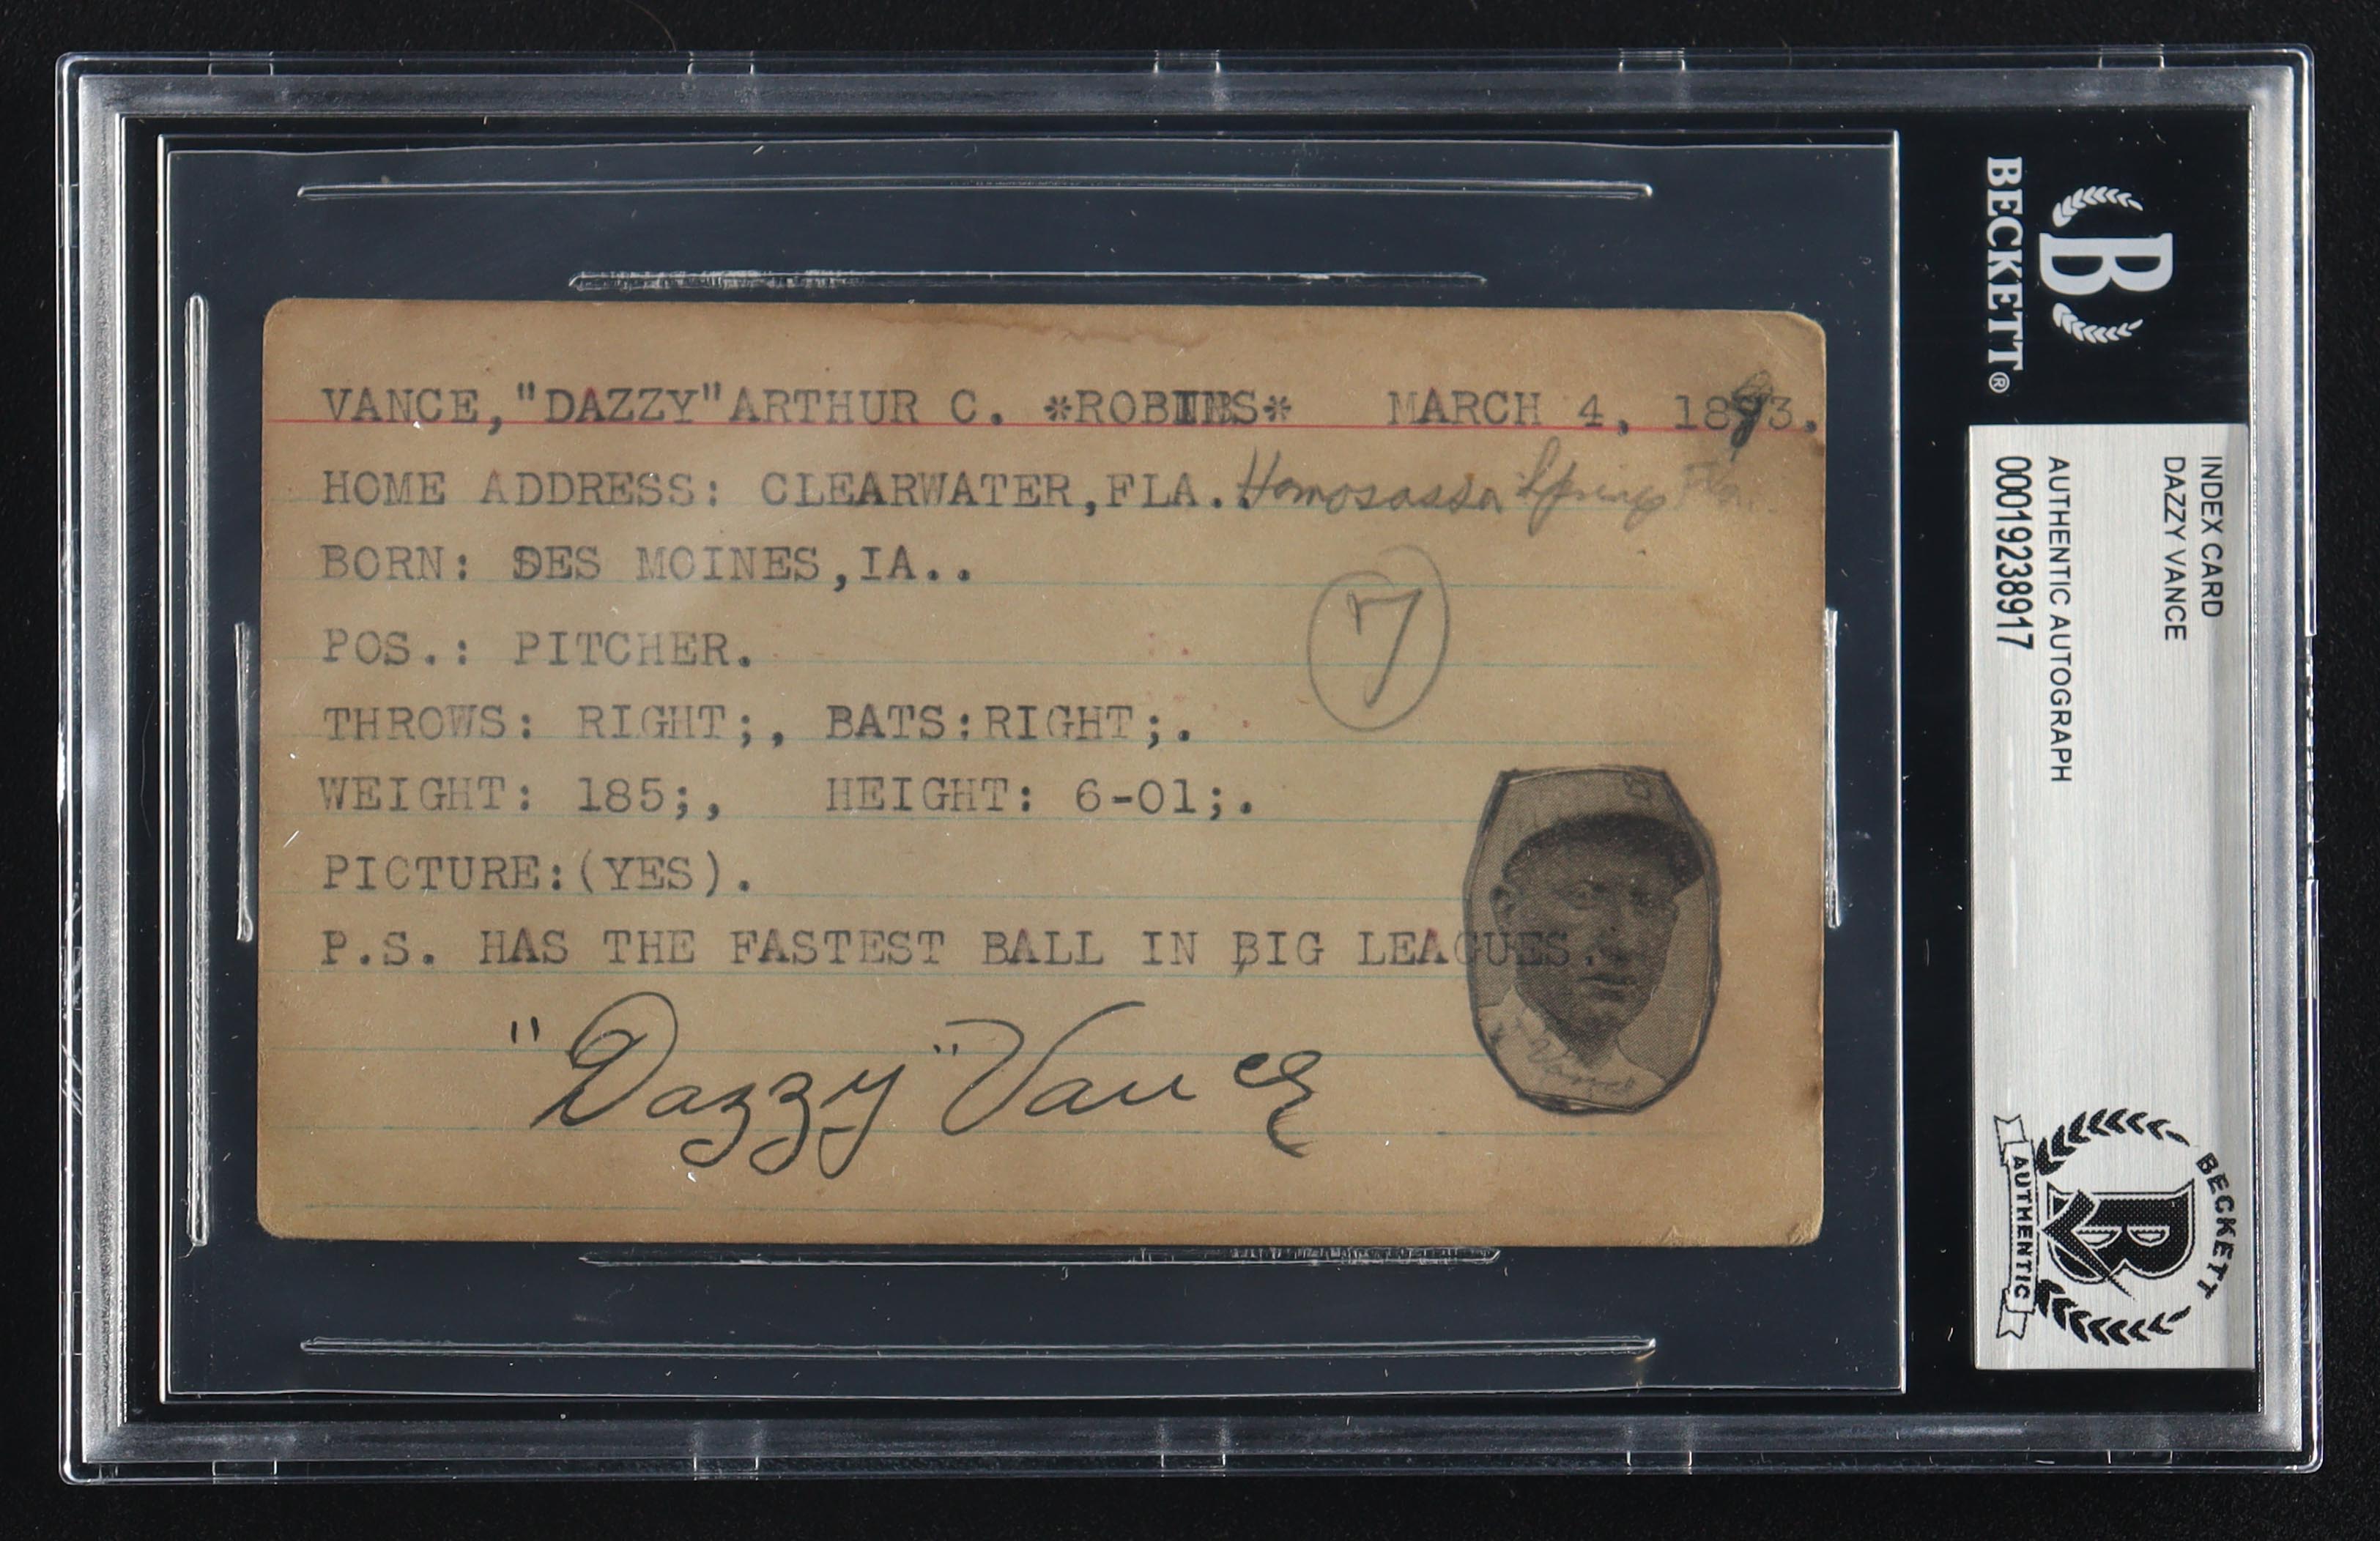 VANCE,"DAZZY"ARTHUR C. *ROBINS* MARCH 4, 1893.
HOME ADDRESS: CLEARWATER,FLA.. Homosassa Springs Fla.
BORN: DES MOINES,IA..
7
POS.: PITCHER.
THROWS: RIGHT;, BATS:RIGHT;.
WEIGHT: 185;, HEIGHT: 6-01;.
PICTURE:(YES).
P.S. HAS THE FASTEST BALL IN BIG LEAGUES.
"Dazzy" Vance
Vance
B
BECKETT®
INDEX CARD
DAZZY VANCE
AUTHENTIC AUTOGRAPH
0001923891​7
BECKETT
B
AUTHENTIC